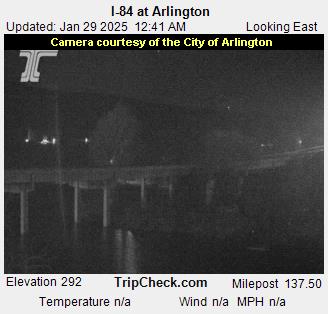 I-84 at Arlington
Updated: Jan 29 2025 12:41 AM Looking East
Camera courtesy of the City of Arlington
Elevation 292 TripCheck.com Milepost 137.50
Temperature n/a Wind n/a MPH n/a